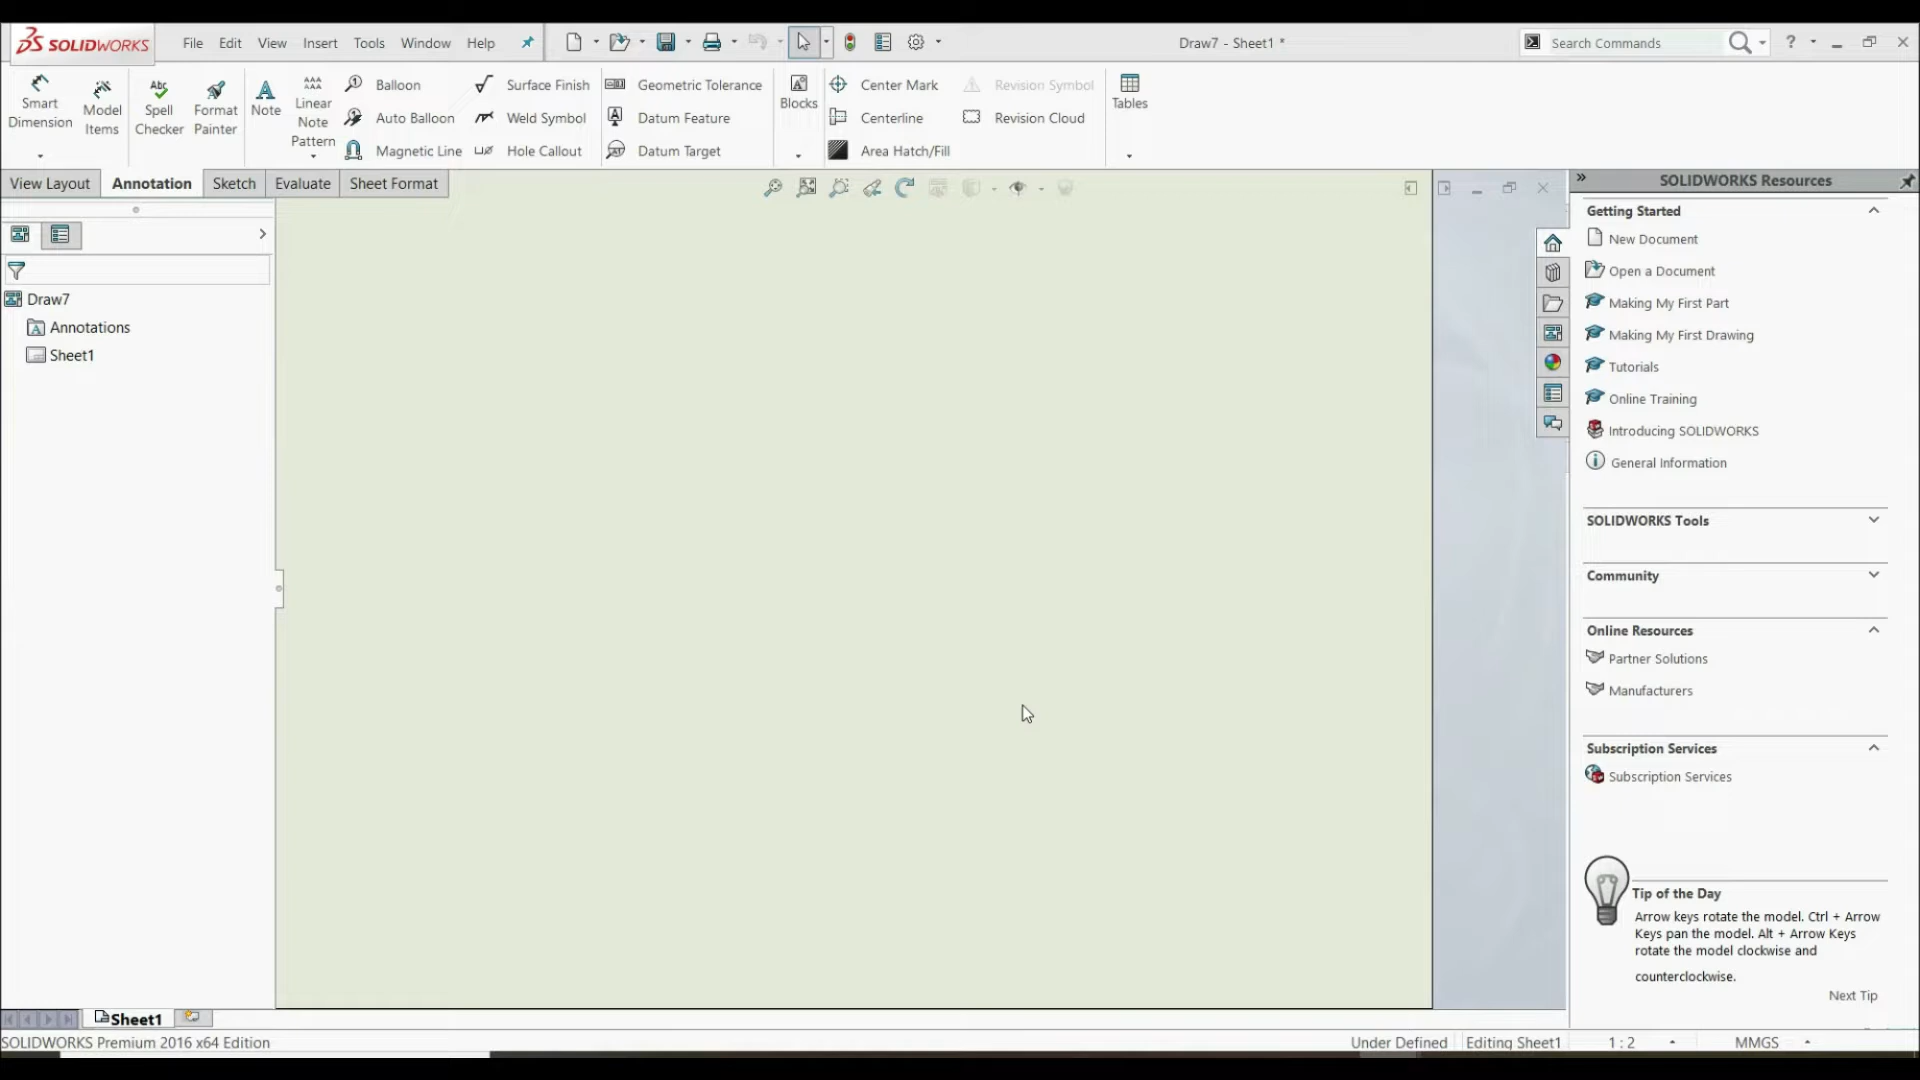 SOLIDWORKS File Edit View Insert Tools Window Help Draw7 - Sheet1 * Search Commands ?
Smart Dimension
Model Items
Spell Checker
Format Painter
Note
Linear Note Pattern
Balloon
Auto Balloon
Magnetic Line
Surface Finish
Weld Symbol
Hole Callout
Geometric Tolerance
Datum Feature
Datum Target
Blocks
Center Mark
Centerline
Area Hatch/Fill
Revision Symbol
Revision Cloud
Tables
View Layout Annotation Sketch Evaluate Sheet Format
Draw7
Annotations
Sheet1
SOLIDWORKS Resources
Getting Started
New Document
Open a Document
Making My First Part
Making My First Drawing
Tutorials
Online Training
Introducing SOLIDWORKS
General Information
SOLIDWORKS Tools
Community
Online Resources
Partner Solutions
Manufacturers
Subscription Services
Subscription Services
Tip of the Day
Arrow keys rotate the model. Ctrl + Arrow
Keys pan the model. Alt + Arrow Keys
rotate the model clockwise and
counterclockwise.
Next Tip
Sheet1
SOLIDWORKS Premium 2016 x64 Edition Under Defined Editing Sheet1 1 : 2 MMGS